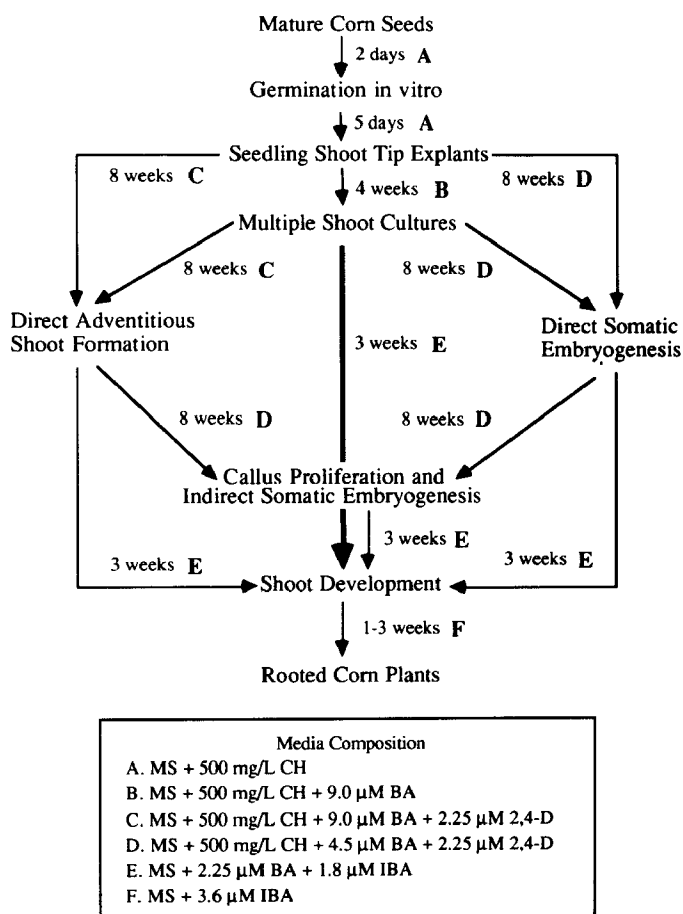 Mature Corn Seeds
2 days A
Germination in vitro
5 days A
Seedling Shoot Tip Explants
8 weeks C
4 weeks B
8 weeks D
Multiple Shoot Cultures
8 weeks C
8 weeks D
Direct Adventitious
Shoot Formation
3 weeks E
Direct Somatic
Embryogenesis
8 weeks D
8 weeks D
Callus Proliferation and
Indirect Somatic Embryogenesis
3 weeks E
3 weeks E
3 weeks E
Shoot Development
1-3 weeks F
Rooted Corn Plants
Media Composition
A. MS + 500 mg/L CH
B. MS + 500 mg/L CH + 9.0 µM BA
C. MS + 500 mg/L CH + 9.0 µM BA + 2.25 µM 2,4-D
D. MS + 500 mg/L CH + 4.5 µM BA + 2.25 µM 2,4-D
E. MS + 2.25 µM BA + 1.8 µM IBA
F. MS + 3.6 µM IBA